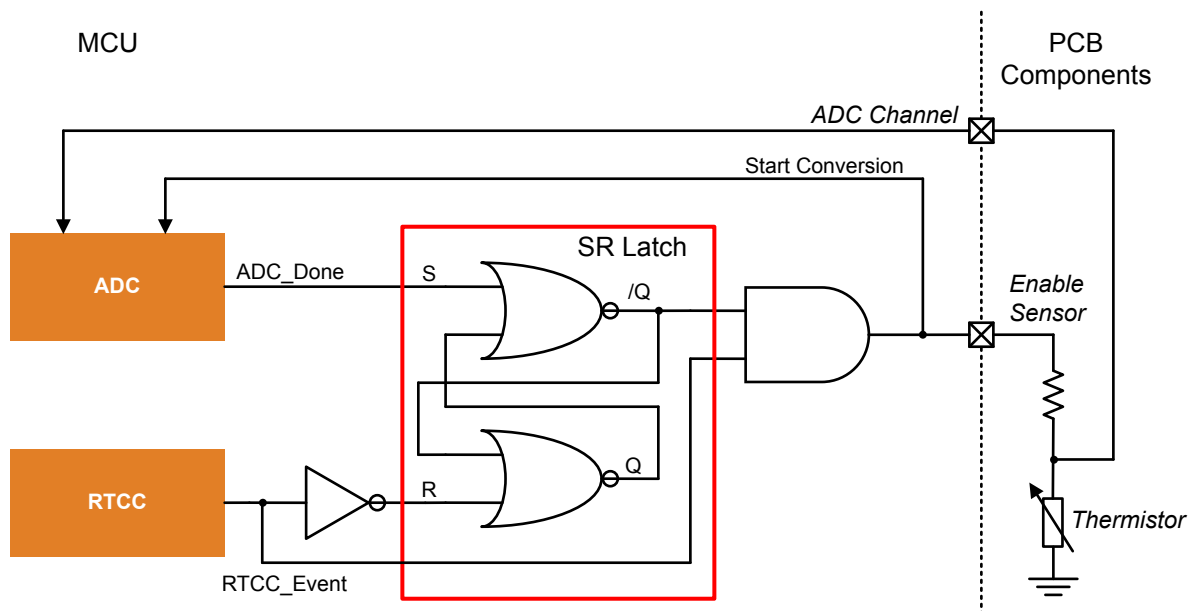 MCU
PCB
Components
ADC Channel
Start Conversion
SR Latch
ADC
ADC_Done
S
/Q
Enable
Sensor
RTCC
R
Q
Thermistor
RTCC_Event